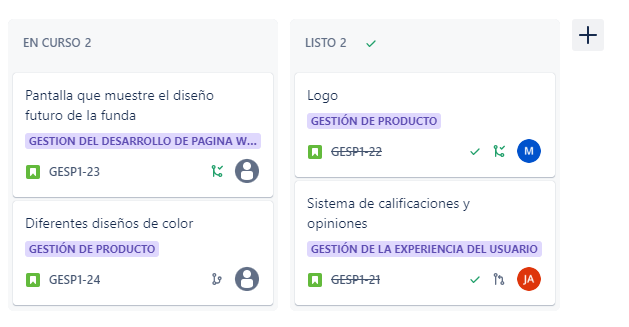 EN CURSO 2
Pantalla que muestre el diseño
futuro de la funda
GESTION DEL DESARROLLO DE PAGINA W...
GESP1-23
Diferentes diseños de color
GESTIÓN DE PRODUCTO
GESP1-24
LISTO 2
Logo
GESTIÓN DE PRODUCTO
GESP1-22
M
Sistema de calificaciones y
opiniones
GESTIÓN DE LA EXPERIENCIA DEL USUARIO
GESP1-21
JA